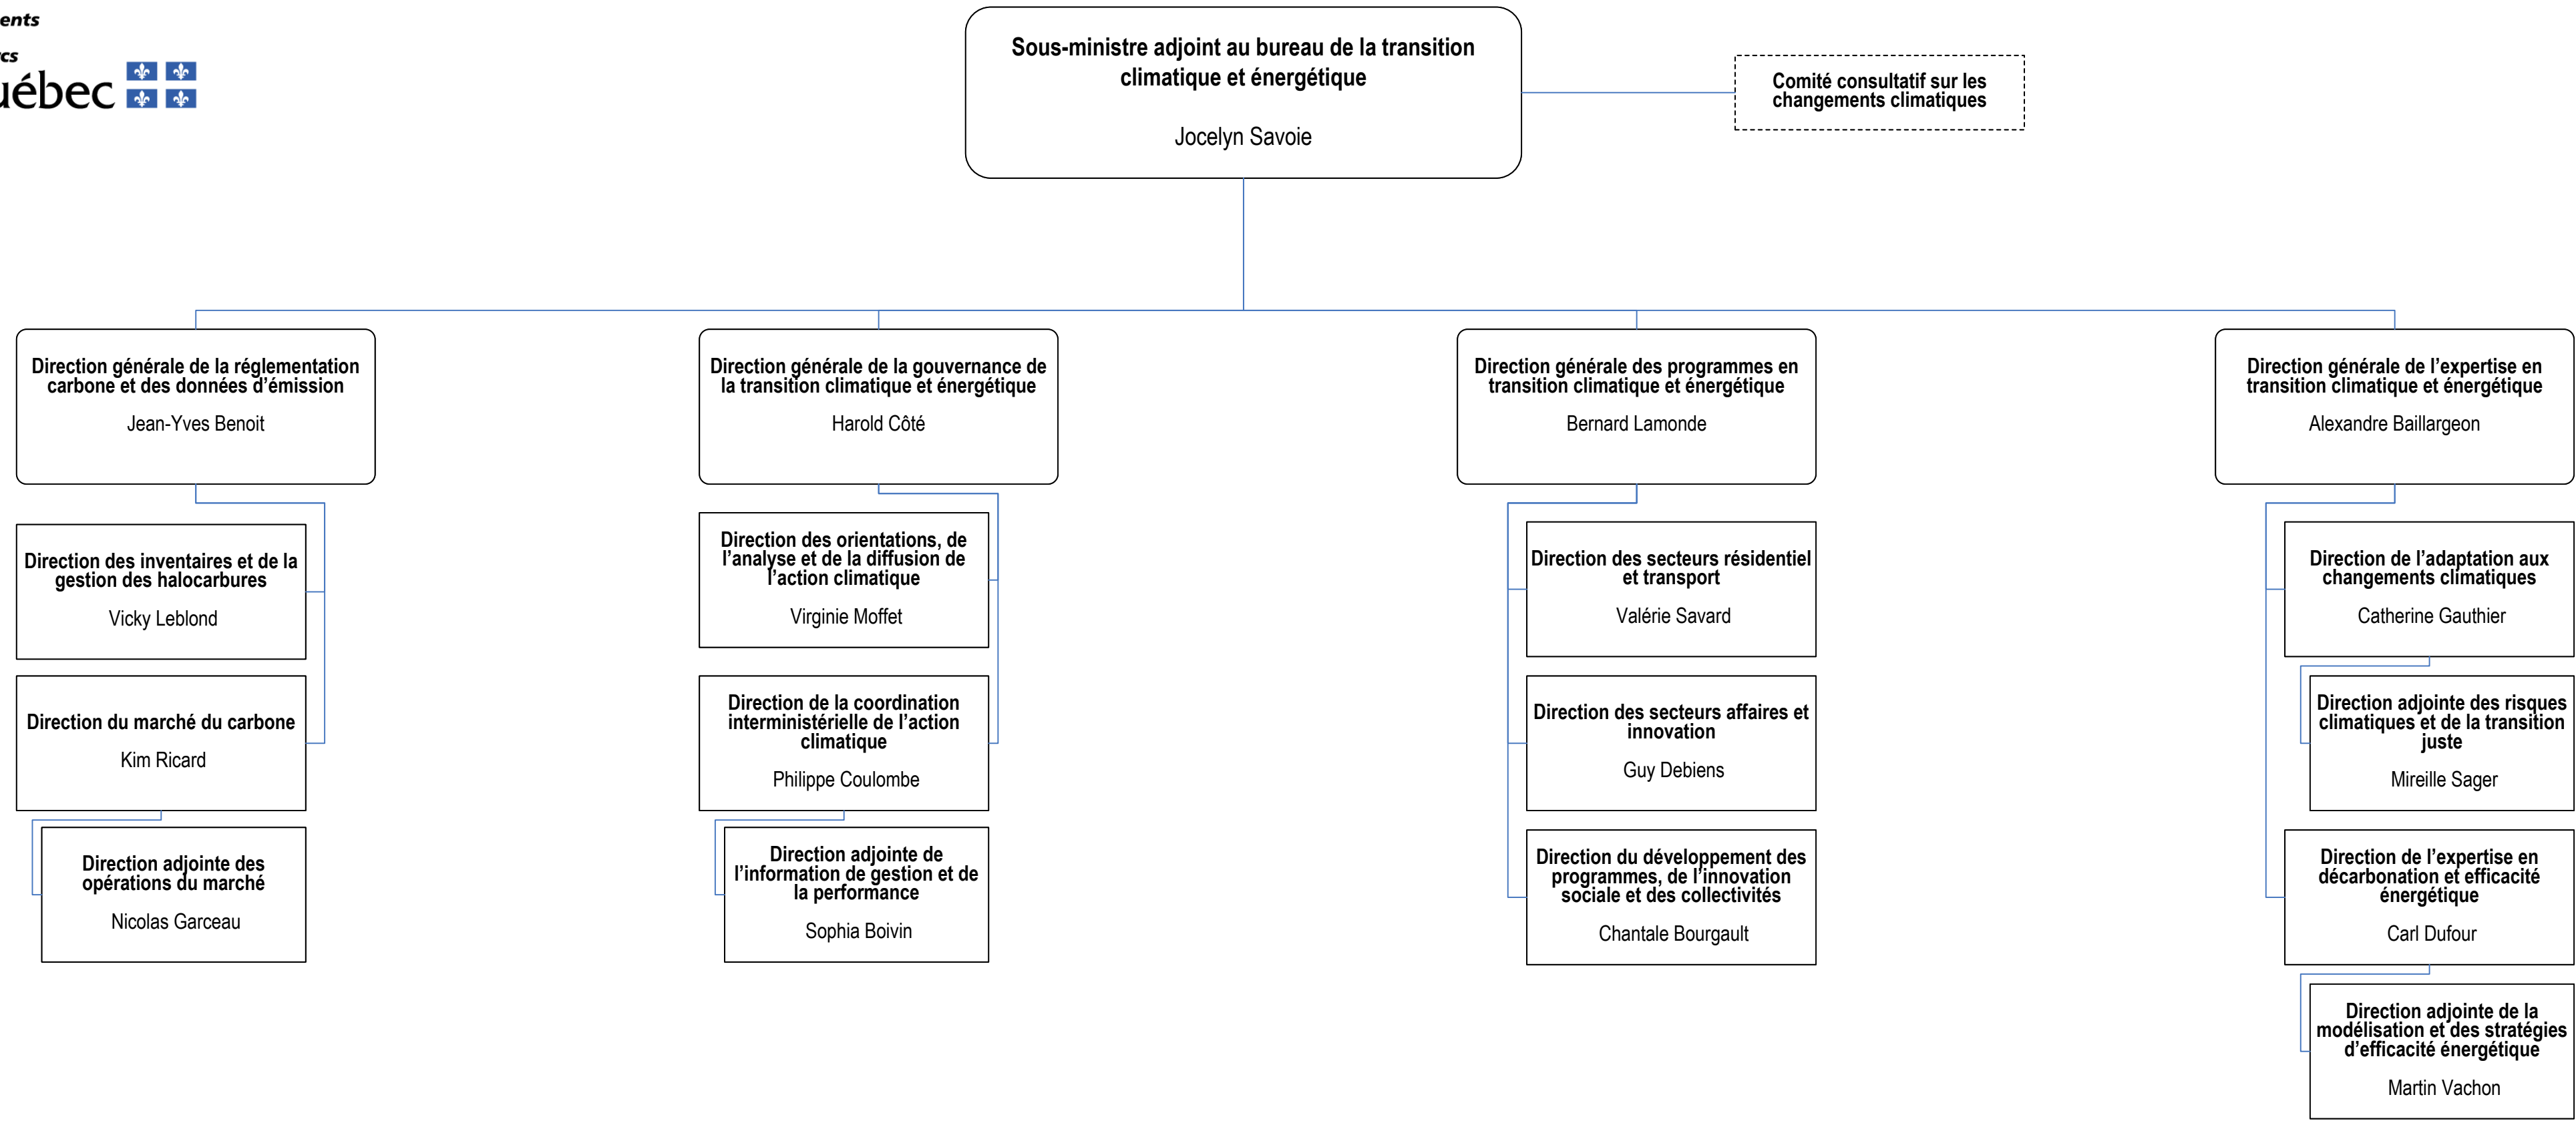 ents
cs
uébec
Sous-ministre adjoint au bureau de la transition
climatique et énergétique
Jocelyn Savoie
Comité consultatif sur les
changements climatiques
Direction générale de la réglementation
carbone et des données d’émission
Jean-Yves Benoit
Direction des inventaires et de la
gestion des halocarbures
Vicky Leblond
Direction du marché du carbone
Kim Ricard
Direction adjointe des
opérations du marché
Nicolas Garceau
Direction générale de la gouvernance de
la transition climatique et énergétique
Harold Côté
Direction des orientations, de
l’analyse et de la diffusion de
l’action climatique
Virginie Moffet
Direction de la coordination
interministérielle de l’action
climatique
Philippe Coulombe
Direction adjointe de
l’information de gestion et de
la performance
Sophia Boivin
Direction générale des programmes en
transition climatique et énergétique
Bernard Lamonde
Direction des secteurs résidentiel
et transport
Valérie Savard
Direction des secteurs affaires et
innovation
Guy Debiens
Direction du développement des
programmes, de l’innovation
sociale et des collectivités
Chantale Bourgault
Direction générale de l’expertise en
transition climatique et énergétique
Alexandre Baillargeon
Direction de l’adaptation aux
changements climatiques
Catherine Gauthier
Direction adjointe des risques
climatiques et de la transition
juste
Mireille Sager
Direction de l’expertise en
décarbonation et efficacité
énergétique
Carl Dufour
Direction adjointe de la
modélisation et des stratégies
d’efficacité énergétique
Martin Vachon